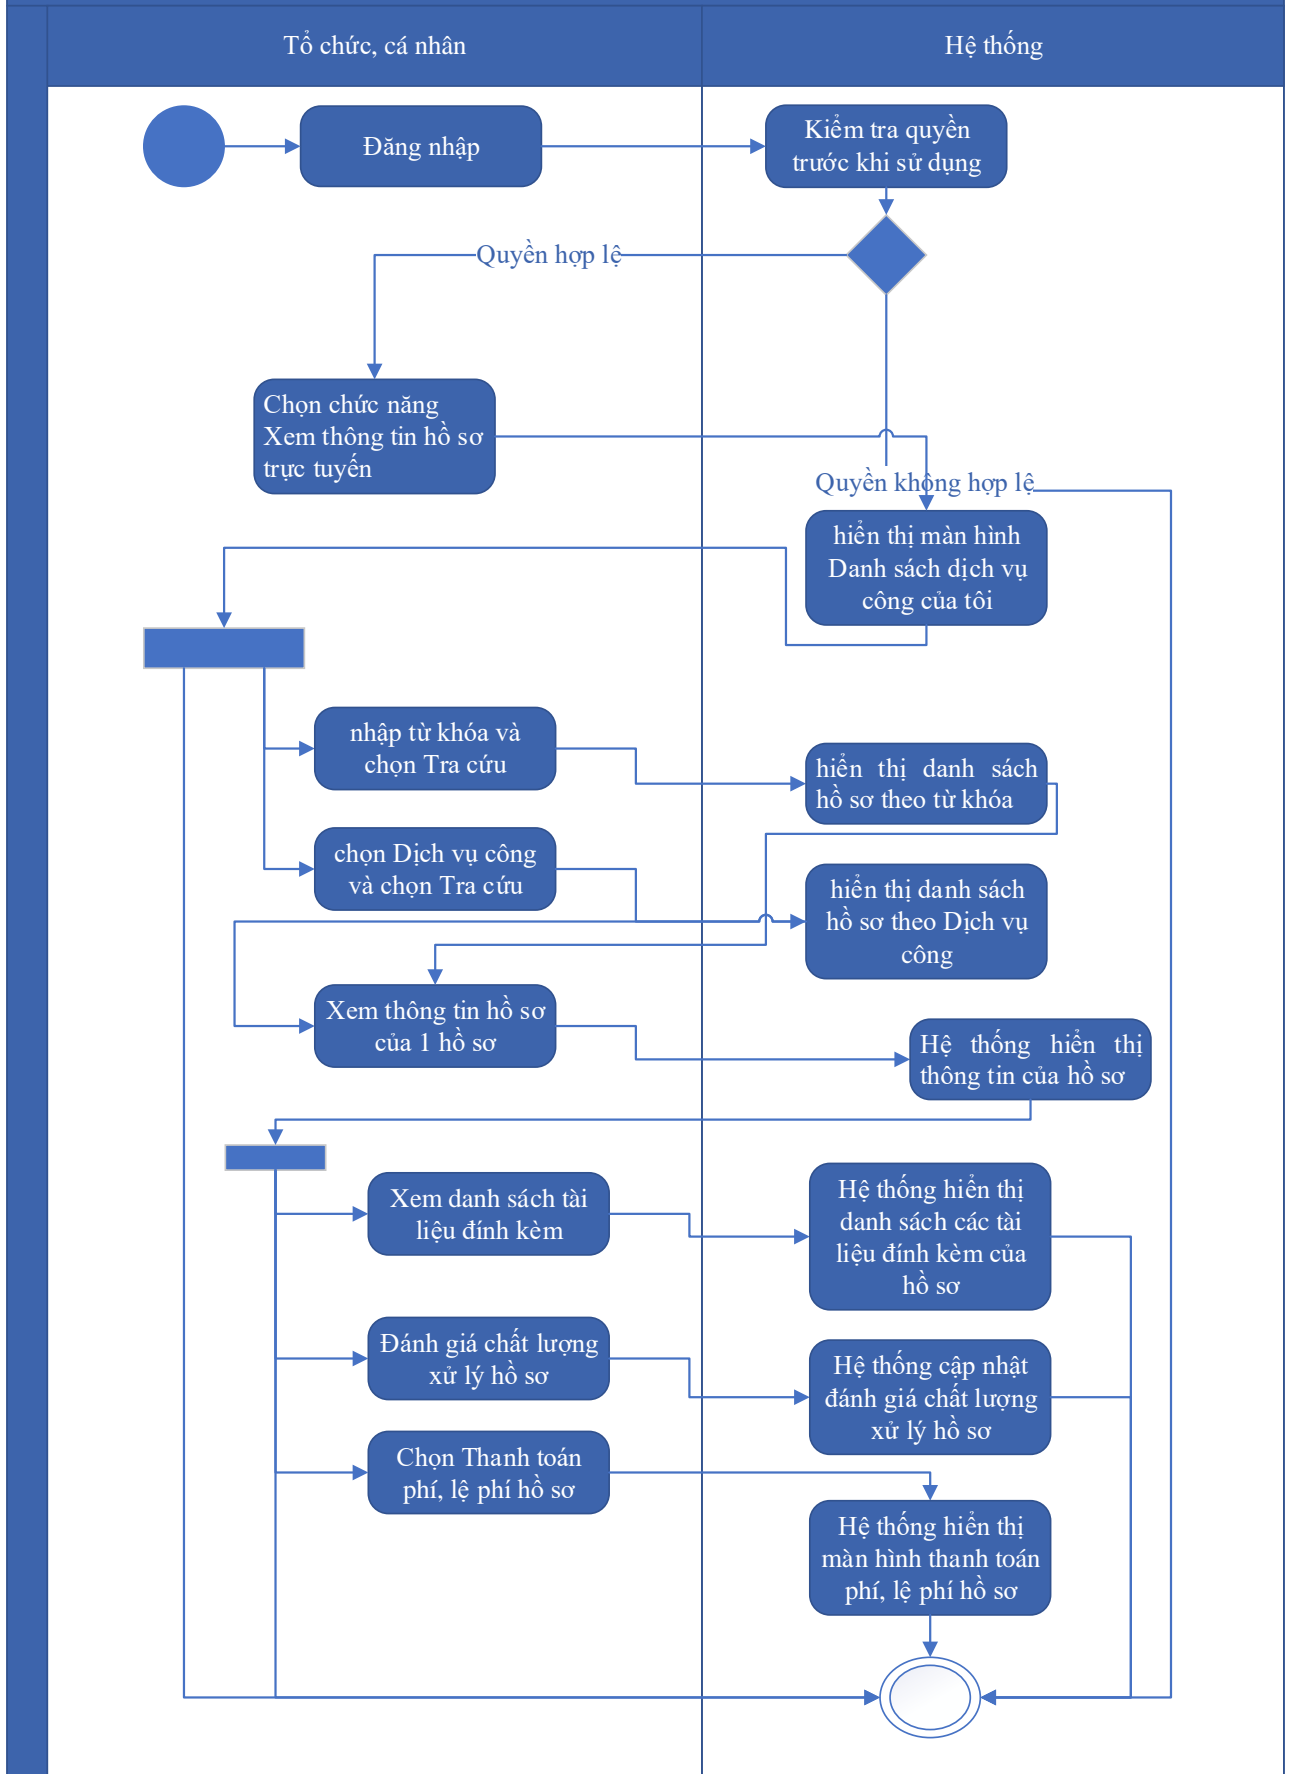 Tổ chức, cá nhân
Hệ thống
Đăng nhập
Kiểm tra quyền
trước khi sử dụng
Quyền hợp lệ
Chọn chức năng
Xem thông tin hồ sơ
trực tuyến
Quyền không hợp lệ
hiển thị màn hình
Danh sách dịch vụ
công của tôi
nhập từ khóa và
chọn Tra cứu
hiển thị danh sách
hồ sơ theo từ khóa
chọn Dịch vụ công
và chọn Tra cứu
hiển thị danh sách
hồ sơ theo Dịch vụ
công
Xem thông tin hồ sơ
của 1 hồ sơ
Hệ thống hiển thị
thông tin của hồ sơ
Xem danh sách tài
liệu đính kèm
Hệ thống hiển thị
danh sách các tài
liệu đính kèm của
hồ sơ
Đánh giá chất lượng
xử lý hồ sơ
Hệ thống cập nhật
đánh giá chất lượng
xử lý hồ sơ
Chọn Thanh toán
phí, lệ phí hồ sơ
Hệ thống hiển thị
màn hình thanh toán
phí, lệ phí hồ sơ